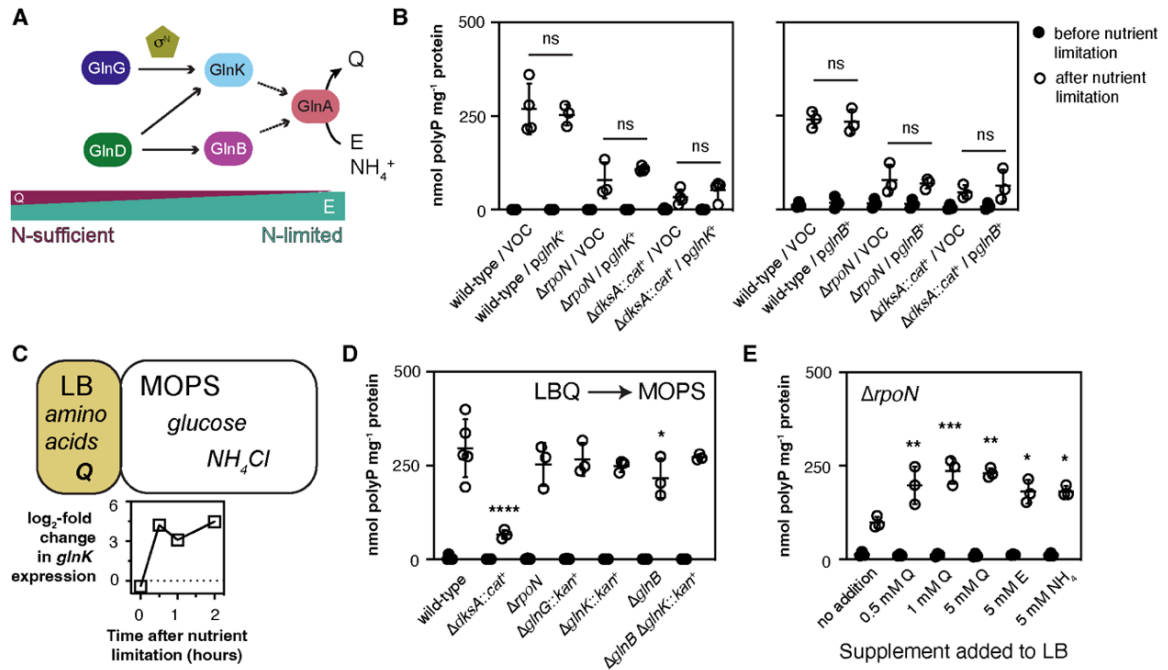 A
σN
GlnG
GlnK
Q
GlnA
GlnD
GlnB
E
NH4+
Q
E
N-sufficient
N-limited
B
nmol polyP mg-1 protein
500
250
0
ns
ns
ns
wild-type / VOC
wild-type / pglnK+
ΔrpoN / VOC
ΔrpoN / pglnK+
ΔdksA::cat+ / VOC
ΔdksA::cat+ / pglnK+
500
250
0
ns
ns
ns
wild-type / VOC
wild-type / pglnB+
ΔrpoN / VOC
ΔrpoN / pglnB+
ΔdksA::cat+ / VOC
ΔdksA::cat+ / pglnB+
before nutrient
limitation
after nutrient
limitation
C
LB
amino
acids
Q
MOPS
glucose
NH4Cl
log2-fold
change
in glnK
expression
6
3
0
0
1
2
Time after nutrient
limitation (hours)
D
nmol polyP mg-1 protein
500
250
0
LBQ → MOPS
****
*
wild-type
ΔdksA::cat+
ΔrpoN
ΔglnG::kan+
ΔglnK::kan+
ΔglnB
ΔglnB ΔglnK::kan+
E
nmol polyP mg-1 protein
500
250
0
ΔrpoN
**
***
**
*
*
no addition
0.5 mM Q
1 mM Q
5 mM Q
5 mM E
5 mM NH4
Supplement added to LB